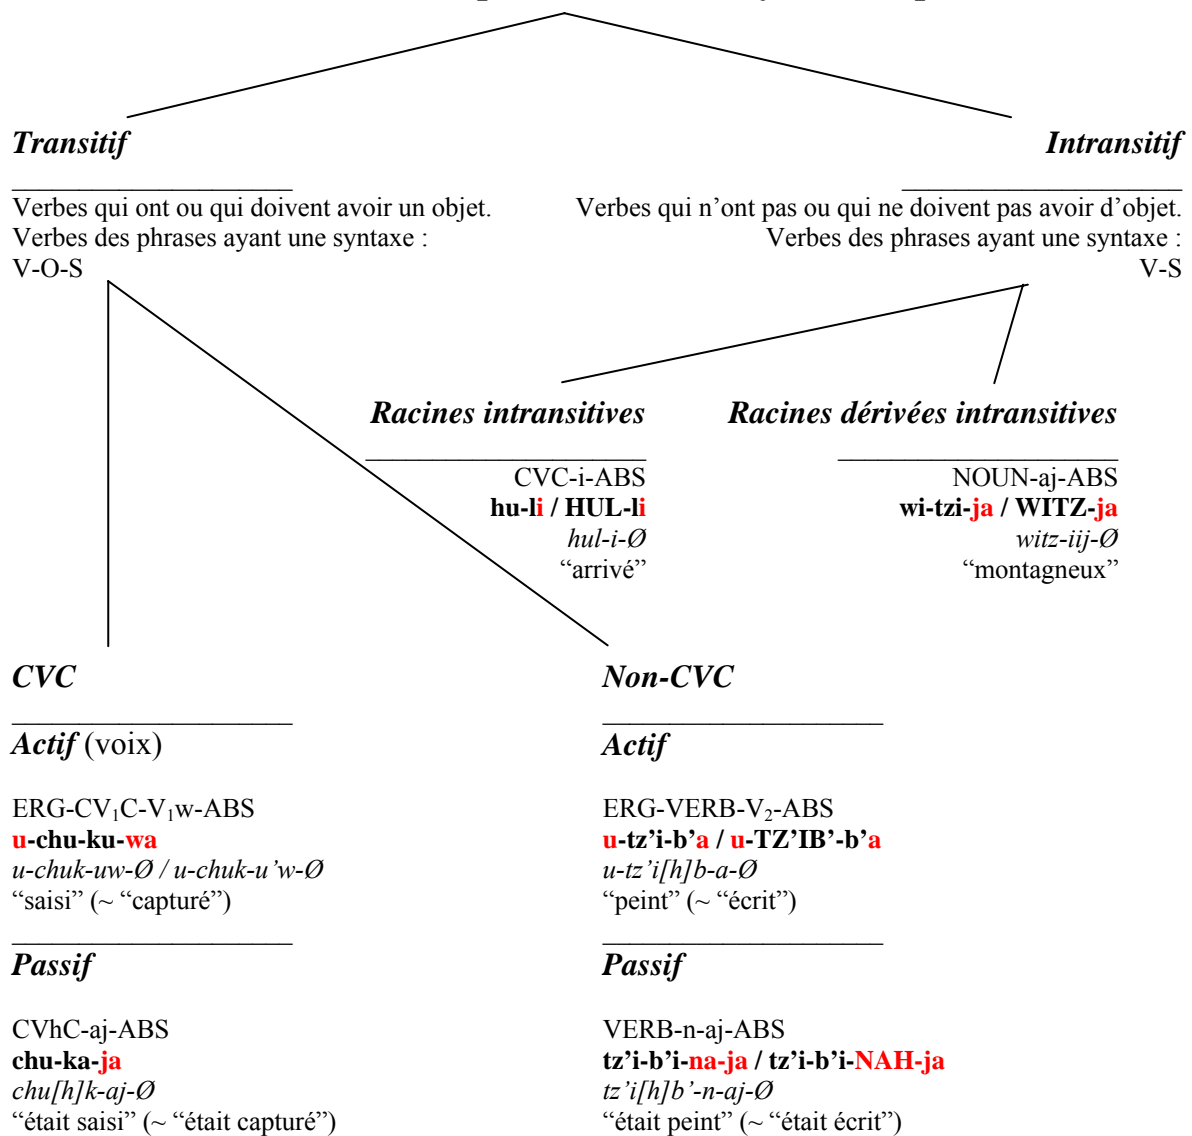 Transitif
Intransitif
Verbes qui ont ou qui doivent avoir un objet.
Verbes des phrases ayant une syntaxe :
V-O-S
Verbes qui n’ont pas ou qui ne doivent pas avoir d’objet.
Verbes des phrases ayant une syntaxe :
V-S
Racines intransitives
CVC-i-ABS
hu-li / HUL-li
hul-i-Ø
“arrivé”
Racines dérivées intransitives
NOUN-aj-ABS
wi-tzi-ja / WITZ-ja
witz-iij-Ø
“montagneux”
CVC
Actif (voix)
ERG-CV₁C-V₁w-ABS
u-chu-ku-wa
u-chuk-uw-Ø / u-chuk-u’w-Ø
“saisi” (~ “capturé”)
Passif
CVhC-aj-ABS
chu-ka-ja
chu[h]k-aj-Ø
“était saisi” (~ “était capturé”)
Non-CVC
Actif
ERG-VERB-V₂-ABS
u-tz’i-b’a / u-TZ’IB’-b’a
u-tz’i[h]b-a-Ø
“peint” (~ “écrit”)
Passif
VERB-n-aj-ABS
tz’i-b’i-na-ja / tz’i-b’i-NAH-ja
tz’i[h]b’-n-aj-Ø
“était peint” (~ “était écrit”)